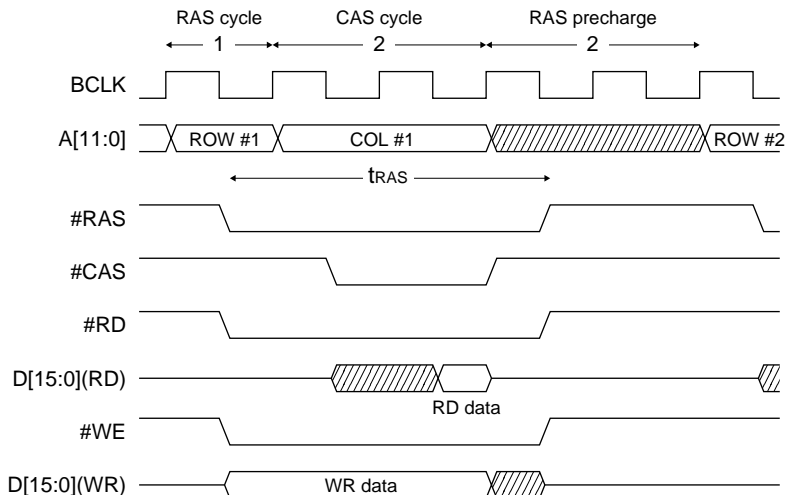 RAS cycle CAS cycle RAS precharge
1 2 2
BCLK
A[11:0] ROW #1 COL #1 ROW #2
tRAS
#RAS
#CAS
#RD
D[15:0](RD)
RD data
#WE
D[15:0](WR) WR data